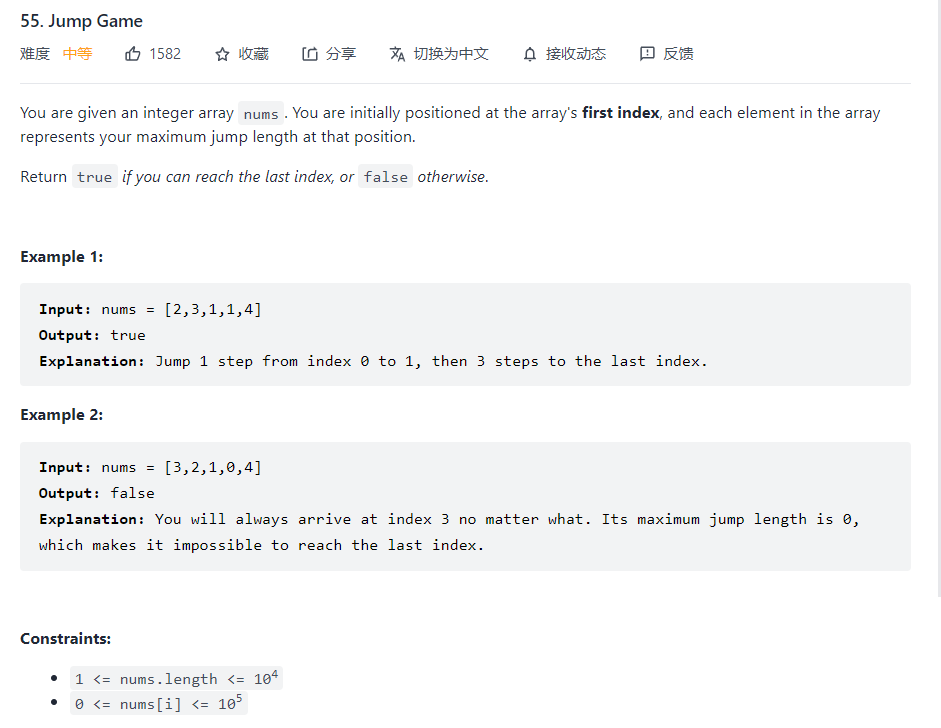 55. Jump Game
难度 中等 1582 收藏 分享 切换为中文 接收动态 反馈
You are given an integer array nums. You are initially positioned at the array's first index, and each element in the array
represents your maximum jump length at that position.
Return true if you can reach the last index, or false otherwise.
Example 1:
Input: nums = [2,3,1,1,4]
Output: true
Explanation: Jump 1 step from index 0 to 1, then 3 steps to the last index.
Example 2:
Input: nums = [3,2,1,0,4]
Output: false
Explanation: You will always arrive at index 3 no matter what. Its maximum jump length is 0,
which makes it impossible to reach the last index.
Constraints:
• 1 <= nums.length <= 10⁴
• 0 <= nums[i] <= 10⁵